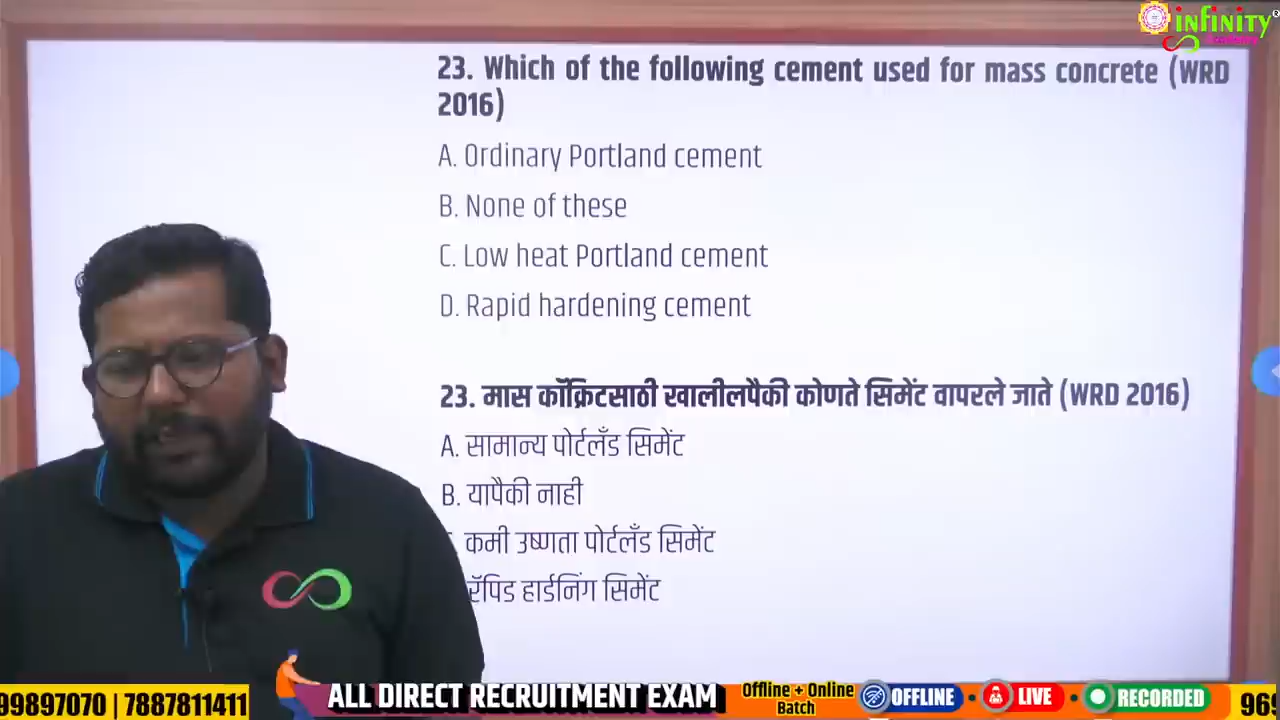 infinity
23. Which of the following cement used for mass concrete (WRD
2016)
A. Ordinary Portland cement
B. None of these
C. Low heat Portland cement
D. Rapid hardening cement
23. मास काँक्रिटसाठी खालीलपैकी कोणते सिमेंट वापरले जाते (WRD 2016)
A. सामान्य पोर्टलँड सिमेंट
B. यापैकी नाही
कमी उष्णता पोर्टलँड सिमेंट
रॅपिड हार्डनिंग सिमेंट
99897070 | 7887811411
ALL DIRECT RECRUITMENT EXAM
Offline + Online
Batch
OFFLINE
LIVE
RECORDED
969